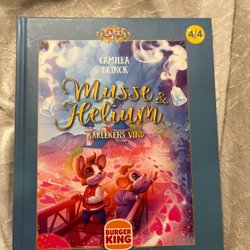 4/4
CAMILLA
BRINCK
Musse &
Helium
KÄRLEKENS VIND
BURGER
KING